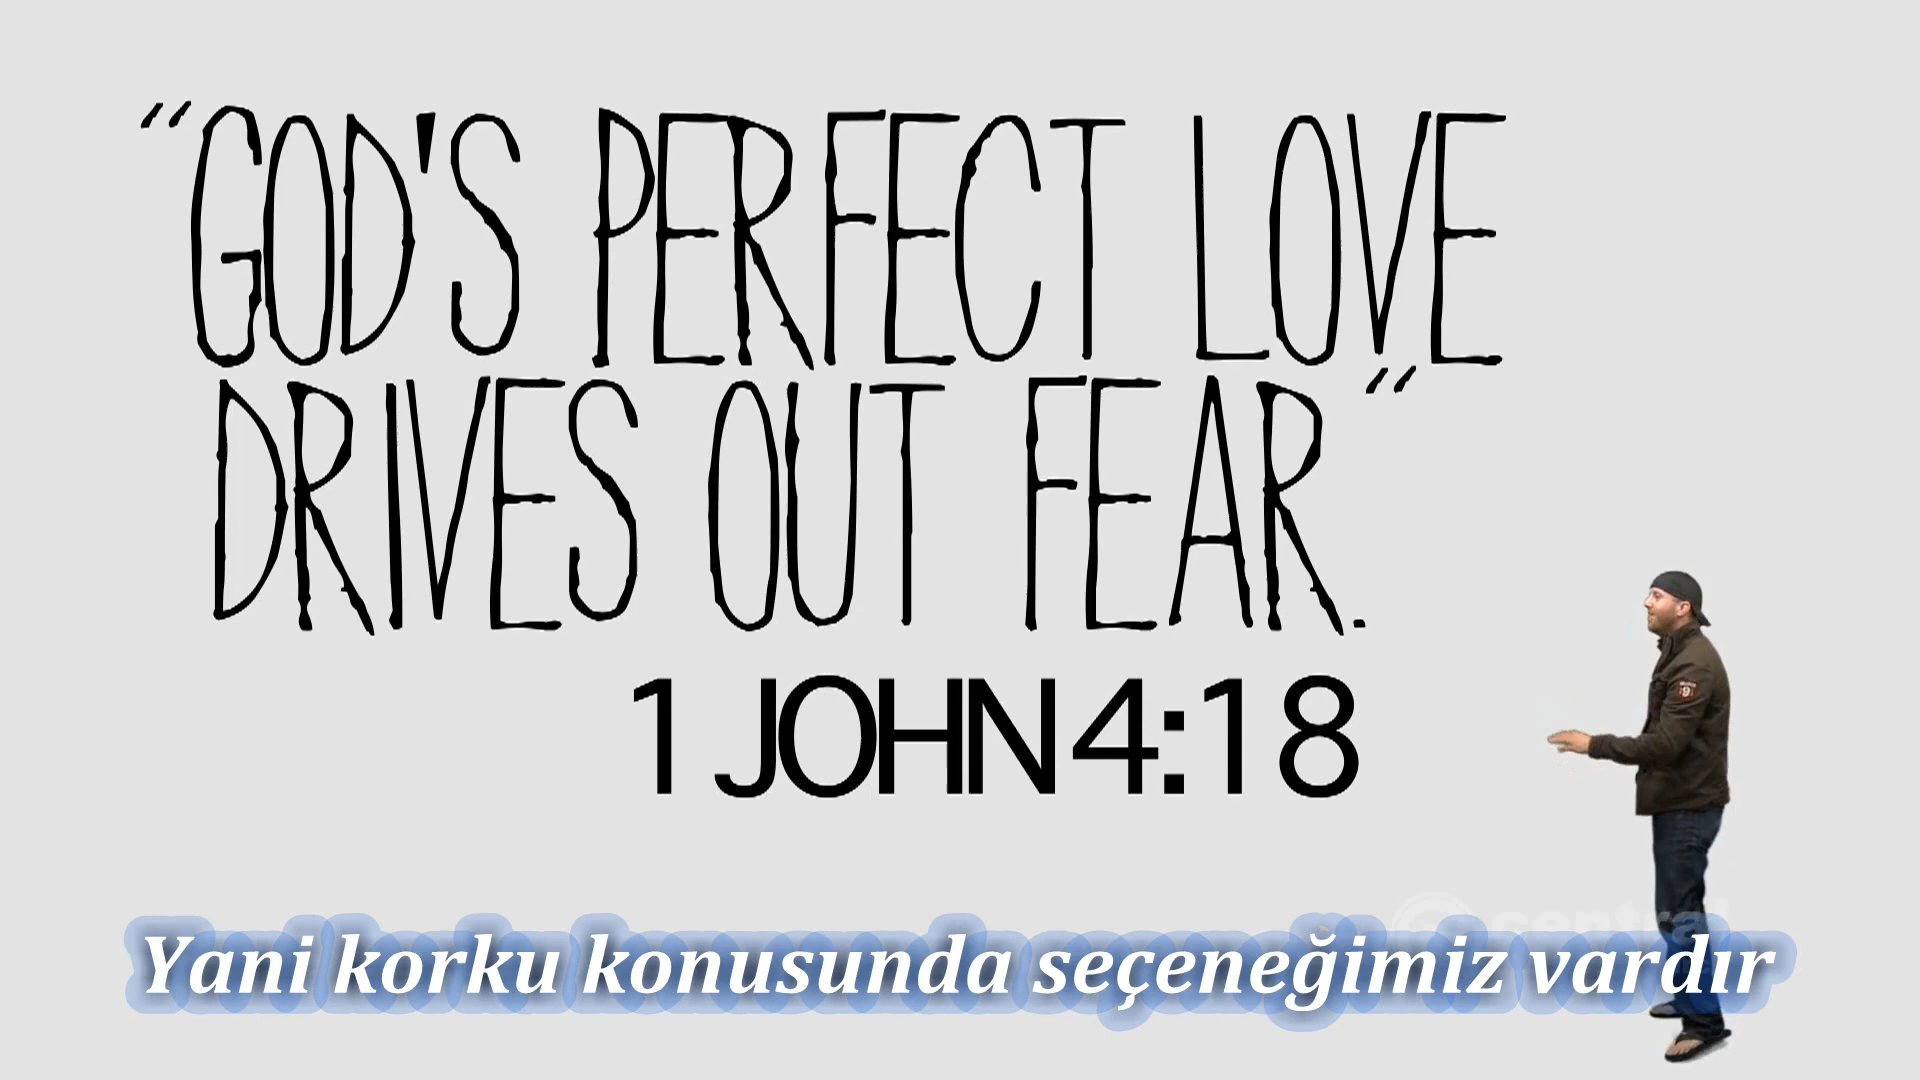 “GOD'S PERFECT LOVE
DRIVES OUT FEAR.“
1 JOHN 4:18
Yani korku konusunda seçeneğimiz vardır